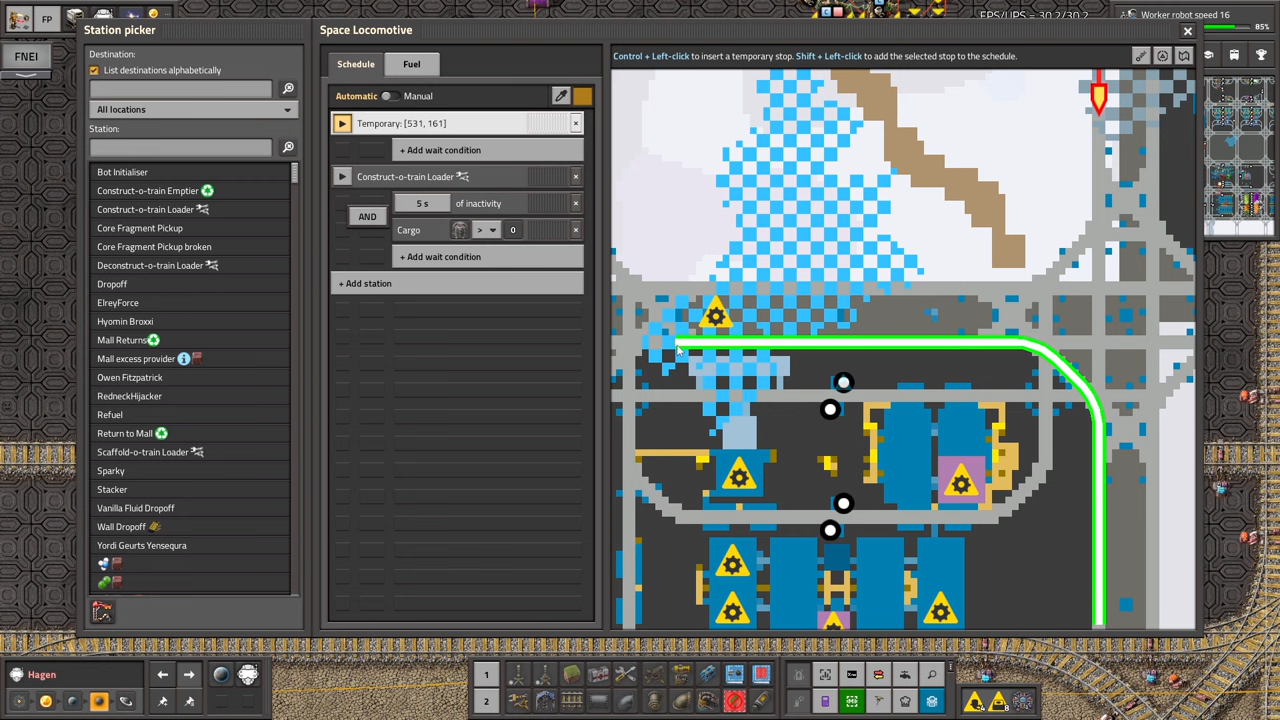 FP
FPS/UPS = 30.2/30.2
Worker robot speed 16
85%
FNEI
Station picker
Destination:
List destinations alphabetically
All locations
Station:
Bot Initialiser
Construct-o-train Emptier
Construct-o-train Loader
Core Fragment Pickup
Core Fragment Pickup broken
Deconstruct-o-train Loader
Dropoff
ElreyForce
Hyomin Broxxi
Mall Returns
Mall excess provider
Owen Fitzpatrick
RedneckHijacker
Refuel
Return to Mall
Scaffold-o-train Loader
Sparky
Stacker
Vanilla Fluid Dropoff
Wall Dropoff
Yordi Geurts Yensequra
Space Locomotive
Schedule
Fuel
Automatic
Manual
Temporary: [531, 161]
+ Add wait condition
Construct-o-train Loader
5 s
of inactivity
AND
Cargo
>
0
+ Add wait condition
+ Add station
Control + Left-click to insert a temporary stop. Shift + Left-click to add the selected stop to the schedule.
Hagen
2